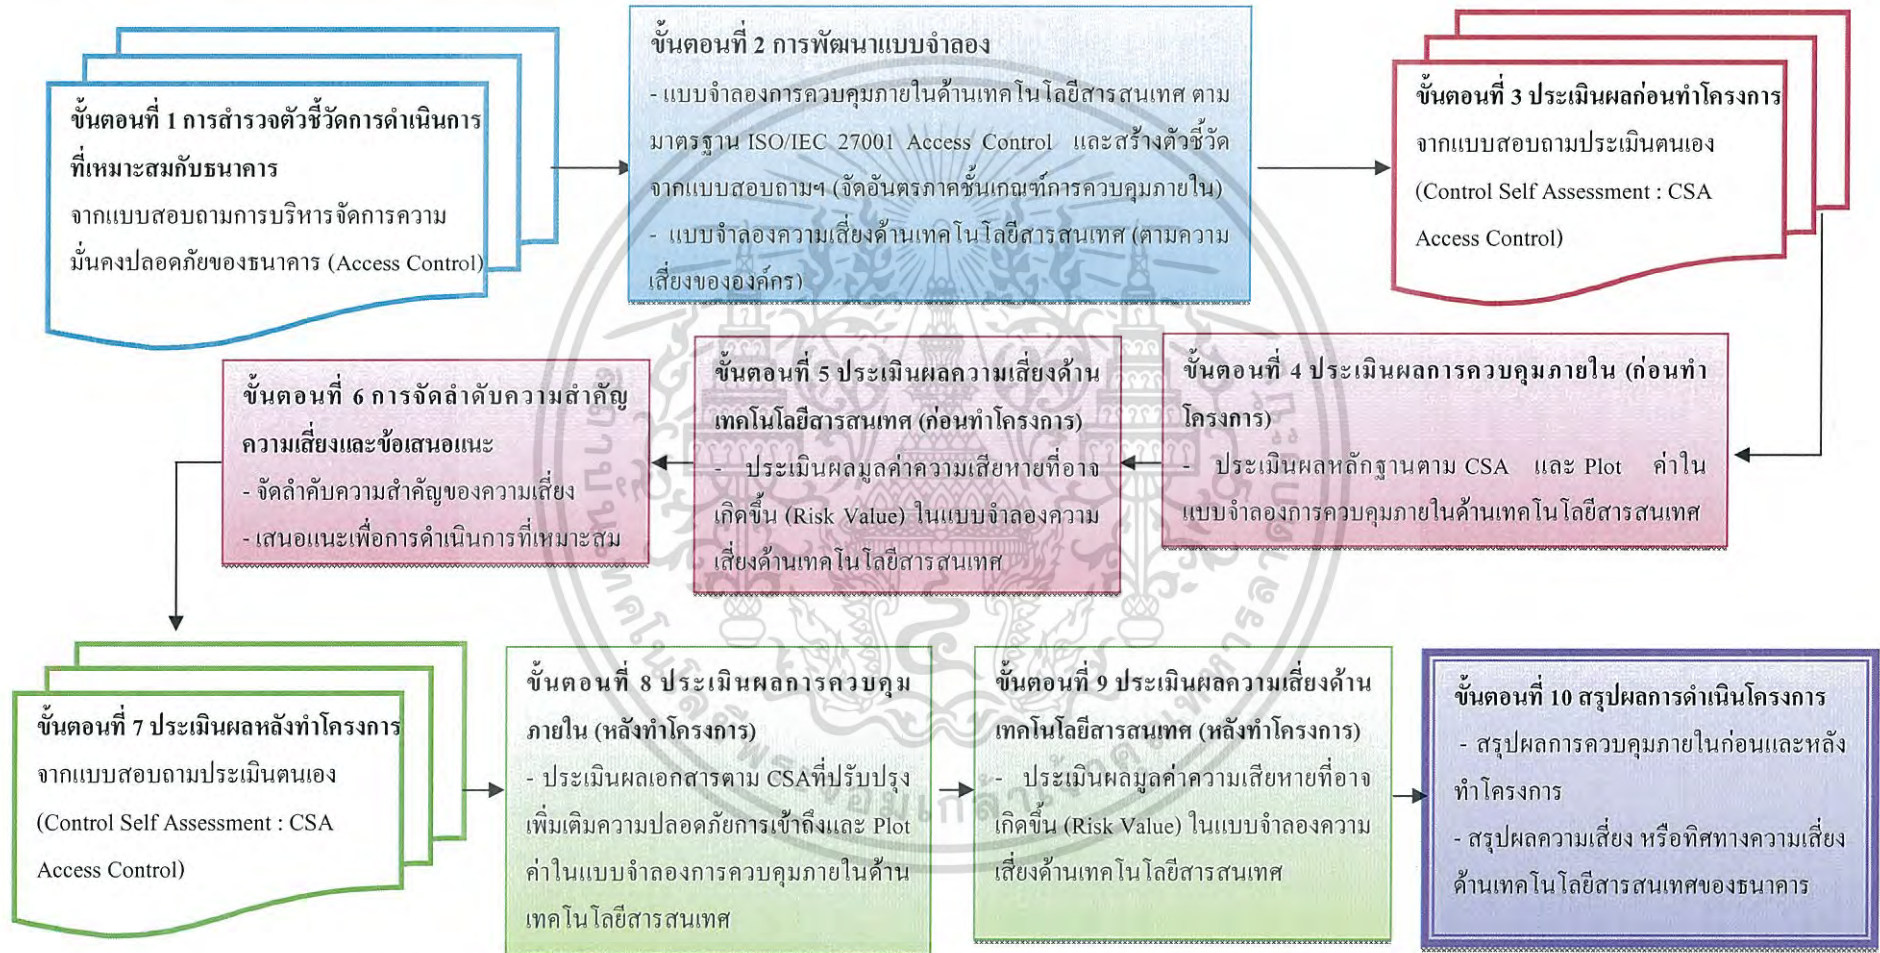 ขั้นตอนที่ 1 การสำรวจตัวชี้วัดการดำเนินการ
ที่เหมาะสมกับธนาคาร
จากแบบสอบถามการบริหารจัดการความ
มั่นคงปลอดภัยของธนาคาร (Access Control)
ขั้นตอนที่ 2 การพัฒนาแบบจำลอง
- แบบจำลองการควบคุมภายในด้านเทคโนโลยีสารสนเทศ ตาม
มาตรฐาน ISO/IEC 27001 Access Control และสร้างตัวชี้วัด
จากแบบสอบถามฯ (จัดอันตรภาคชั้นเกณฑ์การควบคุมภายใน)
- แบบจำลองความเสี่ยงด้านเทคโนโลยีสารสนเทศ (ตามความ
เสี่ยงขององค์กร)
ขั้นตอนที่ 3 ประเมินผลก่อนทำโครงการ
จากแบบสอบถามประเมินตนเอง
(Control Self Assessment : CSA
Access Control)
ขั้นตอนที่ 4 ประเมินผลการควบคุมภายใน (ก่อนทำ
โครงการ)
- ประเมินผลหลักฐานตาม CSA และ Plot ค่าใน
แบบจำลองการควบคุมภายในด้านเทคโนโลยีสารสนเทศ
ขั้นตอนที่ 5 ประเมินผลความเสี่ยงด้าน
เทคโนโลยีสารสนเทศ (ก่อนทำโครงการ)
- ประเมินผลมูลค่าความเสียหายที่อาจ
เกิดขึ้น (Risk Value) ในแบบจำลองความ
เสี่ยงด้านเทคโนโลยีสารสนเทศ
ขั้นตอนที่ 6 การจัดลำดับความสำคัญ
ความเสี่ยงและข้อเสนอแนะ
- จัดลำดับความสำคัญของความเสี่ยง
- เสนอแนะเพื่อการดำเนินการที่เหมาะสม
ขั้นตอนที่ 7 ประเมินผลหลังทำโครงการ
จากแบบสอบถามประเมินตนเอง
(Control Self Assessment : CSA
Access Control)
ขั้นตอนที่ 8 ประเมินผลการควบคุม
ภายใน (หลังทำโครงการ)
- ประเมินผลเอกสารตาม CSAที่ปรับปรุง
เพิ่มเติมความปลอดภัยการเข้าถึงและ Plot
ค่าในแบบจำลองการควบคุมภายในด้าน
เทคโนโลยีสารสนเทศ
ขั้นตอนที่ 9 ประเมินผลความเสี่ยงด้าน
เทคโนโลยีสารสนเทศ (หลังทำโครงการ)
- ประเมินผลมูลค่าความเสียหายที่อาจ
เกิดขึ้น (Risk Value) ในแบบจำลองความ
เสี่ยงด้านเทคโนโลยีสารสนเทศ
ขั้นตอนที่ 10 สรุปผลการดำเนินโครงการ
- สรุปผลการควบคุมภายในก่อนและหลัง
ทำโครงการ
- สรุปผลความเสี่ยง หรือทิศทางความเสี่ยง
ด้านเทคโนโลยีสารสนเทศของธนาคาร
สถาบันเทคโนโลยีพระจอมเกล้าเจ้าคุณทหารลาดกระบัง